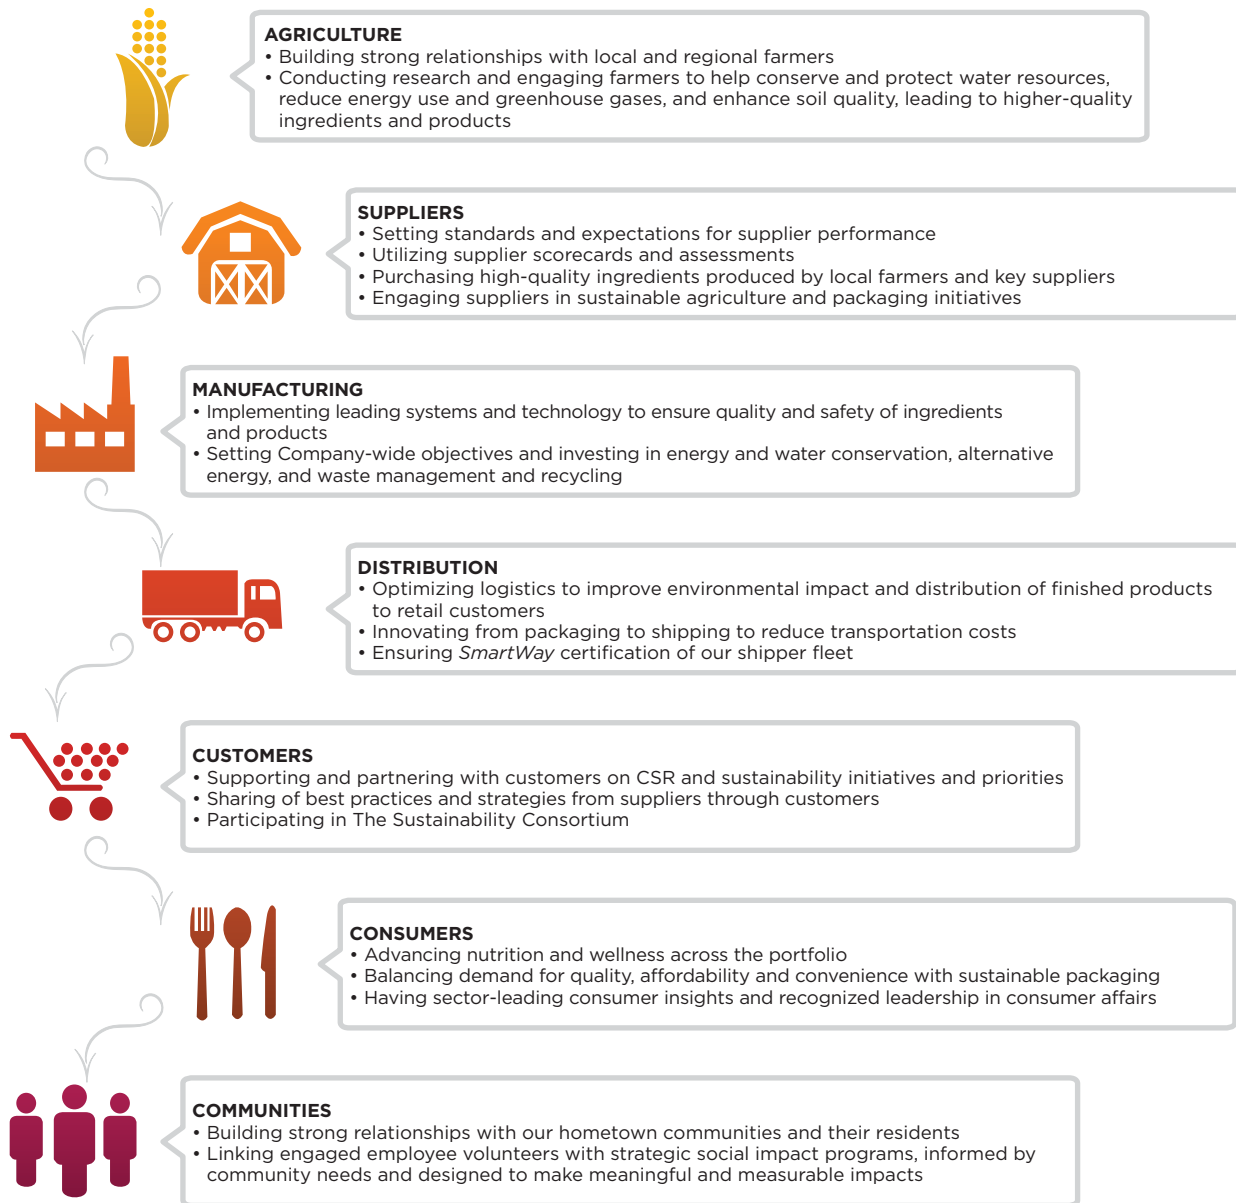 AGRICULTURE
• Building strong relationships with local and regional farmers
• Conducting research and engaging farmers to help conserve and protect water resources,
reduce energy use and greenhouse gases, and enhance soil quality, leading to higher-quality
ingredients and products
SUPPLIERS
• Setting standards and expectations for supplier performance
• Utilizing supplier scorecards and assessments
• Purchasing high-quality ingredients produced by local farmers and key suppliers
• Engaging suppliers in sustainable agriculture and packaging initiatives
MANUFACTURING
• Implementing leading systems and technology to ensure quality and safety of ingredients
and products
• Setting Company-wide objectives and investing in energy and water conservation, alternative
energy, and waste management and recycling
DISTRIBUTION
• Optimizing logistics to improve environmental impact and distribution of finished products
to retail customers
• Innovating from packaging to shipping to reduce transportation costs
• Ensuring SmartWay certification of our shipper fleet
CUSTOMERS
• Supporting and partnering with customers on CSR and sustainability initiatives and priorities
• Sharing of best practices and strategies from suppliers through customers
• Participating in The Sustainability Consortium
CONSUMERS
• Advancing nutrition and wellness across the portfolio
• Balancing demand for quality, affordability and convenience with sustainable packaging
• Having sector-leading consumer insights and recognized leadership in consumer affairs
COMMUNITIES
• Building strong relationships with our hometown communities and their residents
• Linking engaged employee volunteers with strategic social impact programs, informed by
community needs and designed to make meaningful and measurable impacts